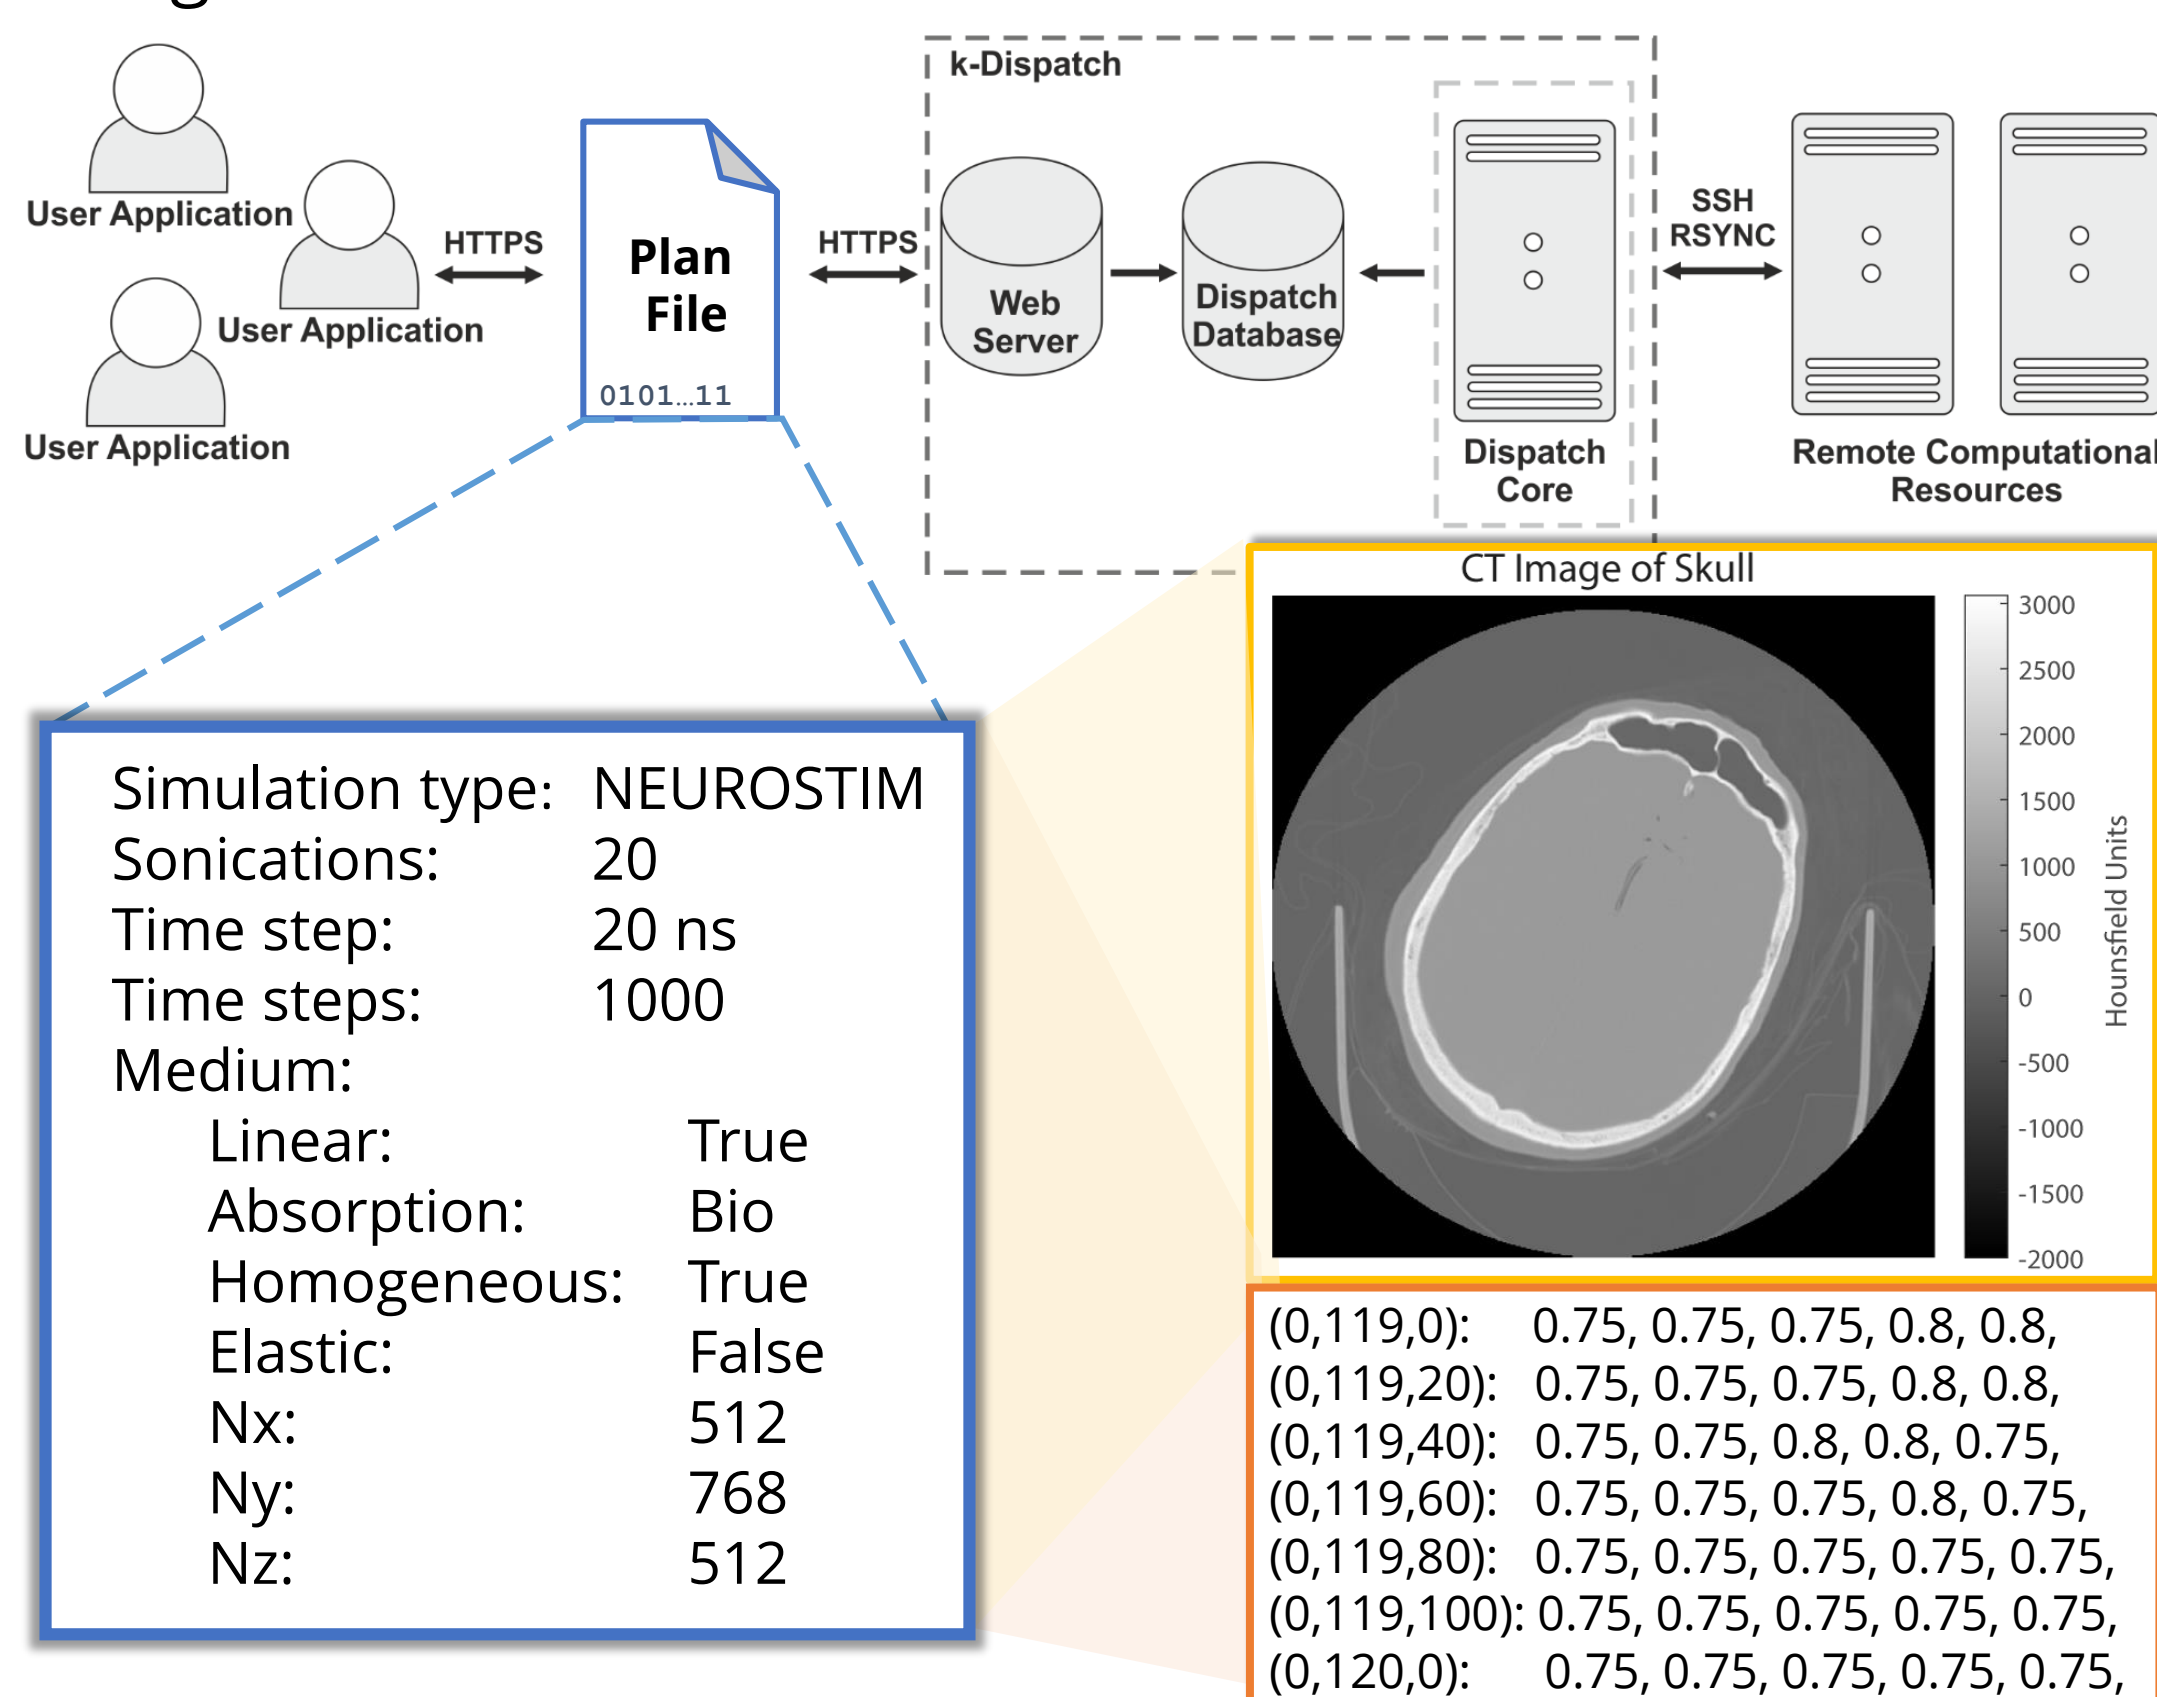 k-Dispatch
User Application
User Application
User Application
HTTPS
Plan
File
0101...11
HTTPS
Web
Server
Dispatch
Database
Dispatch
Core
SSH
RSYNC
Remote Computational
Resources
Simulation type: NEUROSTIM
Sonications: 20
Time step: 20 ns
Time steps: 1000
Medium:
Linear: True
Absorption: Bio
Homogeneous: True
Elastic: False
Nx: 512
Ny: 768
Nz: 512
CT Image of Skull
3000
2500
2000
1500
1000
500
0
-500
-1000
-1500
-2000
Hounsfield Units
(0,119,0): 0.75, 0.75, 0.75, 0.8, 0.8,
(0,119,20): 0.75, 0.75, 0.75, 0.8, 0.8,
(0,119,40): 0.75, 0.75, 0.8, 0.8, 0.75,
(0,119,60): 0.75, 0.75, 0.75, 0.8, 0.75,
(0,119,80): 0.75, 0.75, 0.75, 0.75, 0.75,
(0,119,100): 0.75, 0.75, 0.75, 0.75, 0.75,
(0,120,0): 0.75, 0.75, 0.75, 0.75, 0.75,